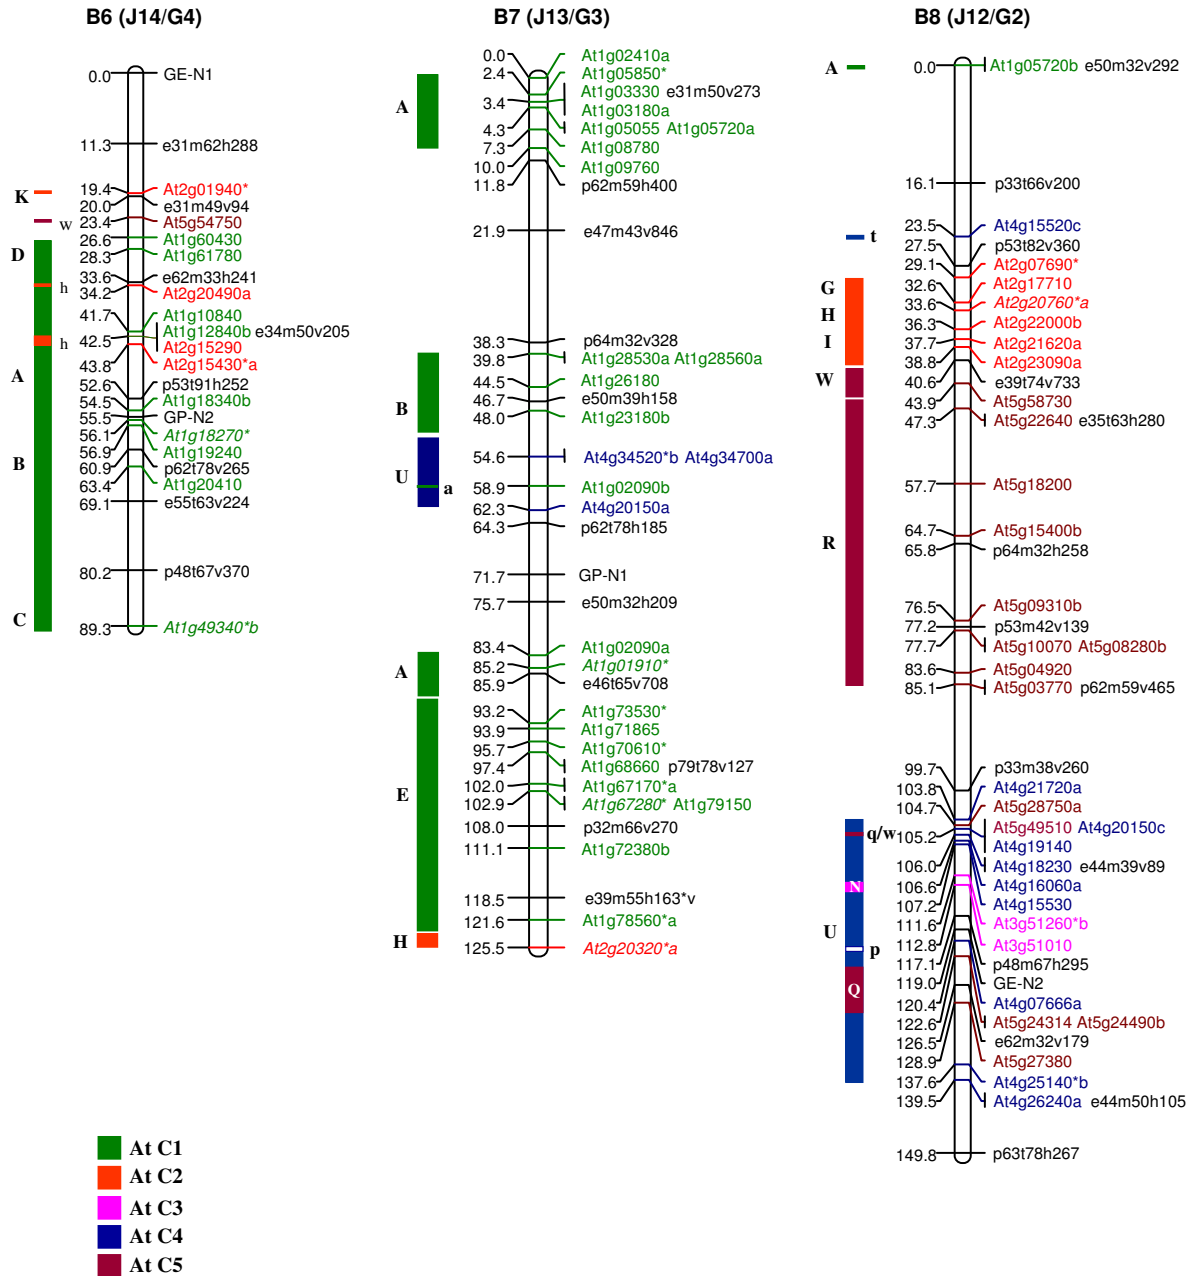 B6 (J14/G4)
0.0 GE-N1
11.3 e31m62h288
K
19.4 At2g01940*
20.0 e31m49v94
w
23.4 At5g54750
26.6 At1g60430
D
28.3 At1g61780
33.6 e62m33h241
h
34.2 At2g20490a
41.7 At1g10840
At1g12840b e34m50v205
h
42.5 At2g15290
43.8 At2g15430*a
A
52.6 p53t91h252
54.5 At1g18340b
55.5 GP-N2
56.1 At1g18270*
56.9 At1g19240
B
60.9 p62t78v265
63.4 At1g20410
69.1 e55t63v224
80.2 p48t67v370
C
89.3 At1g49340*b
B7 (J13/G3)
0.0 At1g02410a
2.4 At1g05850*
At1g03330 e31m50v273
A
3.4 At1g03180a
4.3 At1g05055 At1g05720a
7.3 At1g08780
10.0 At1g09760
11.8 p62m59h400
21.9 e47m43v846
38.3 p64m32v328
39.8 At1g28530a At1g28560a
44.5 At1g26180
46.7 e50m39h158
B
48.0 At1g23180b
54.6 At4g34520*b At4g34700a
U
a
58.9 At1g02090b
62.3 At4g20150a
64.3 p62t78h185
71.7 GP-N1
75.7 e50m32h209
83.4 At1g02090a
A
85.2 At1g01910*
85.9 e46t65v708
93.2 At1g73530*
93.9 At1g71865
95.7 At1g70610*
97.4 At1g68660 p79t78v127
E
102.0 At1g67170*a
102.9 At1g67280* At1g79150
108.0 p32m66v270
111.1 At1g72380b
118.5 e39m55h163*v
121.6 At1g78560*a
H
125.5 At2g20320*a
B8 (J12/G2)
A
0.0 At1g05720b e50m32v292
16.1 p33t66v200
23.5 At4g15520c
t
27.5 p53t82v360
29.1 At2g07690*
G
32.6 At2g17710
33.6 At2g20760*a
H
36.3 At2g22000b
I
37.7 At2g21620a
38.8 At2g23090a
W
40.6 e39t74v733
43.9 At5g58730
47.3 At5g22640 e35t63h280
57.7 At5g18200
64.7 At5g15400b
R
65.8 p64m32h258
76.5 At5g09310b
77.2 p53m42v139
77.7 At5g10070 At5g08280b
83.6 At5g04920
85.1 At5g03770 p62m59v465
99.7 p33m38v260
103.8 At4g21720a
104.7 At5g28750a
q/w
105.2 At5g49510 At4g20150c
At4g19140
106.0 At4g18230 e44m39v89
N
106.6 At4g16060a
107.2 At4g15530
111.6 At3g51260*b
U
112.8 At3g51010
p
117.1 p48m67h295
119.0 GE-N2
Q
120.4 At4g07666a
122.6 At5g24314 At5g24490b
126.5 e62m32v179
128.9 At5g27380
137.6 At4g25140*b
139.5 At4g26240a e44m50h105
149.8 p63t78h267
At C1
At C2
At C3
At C4
At C5